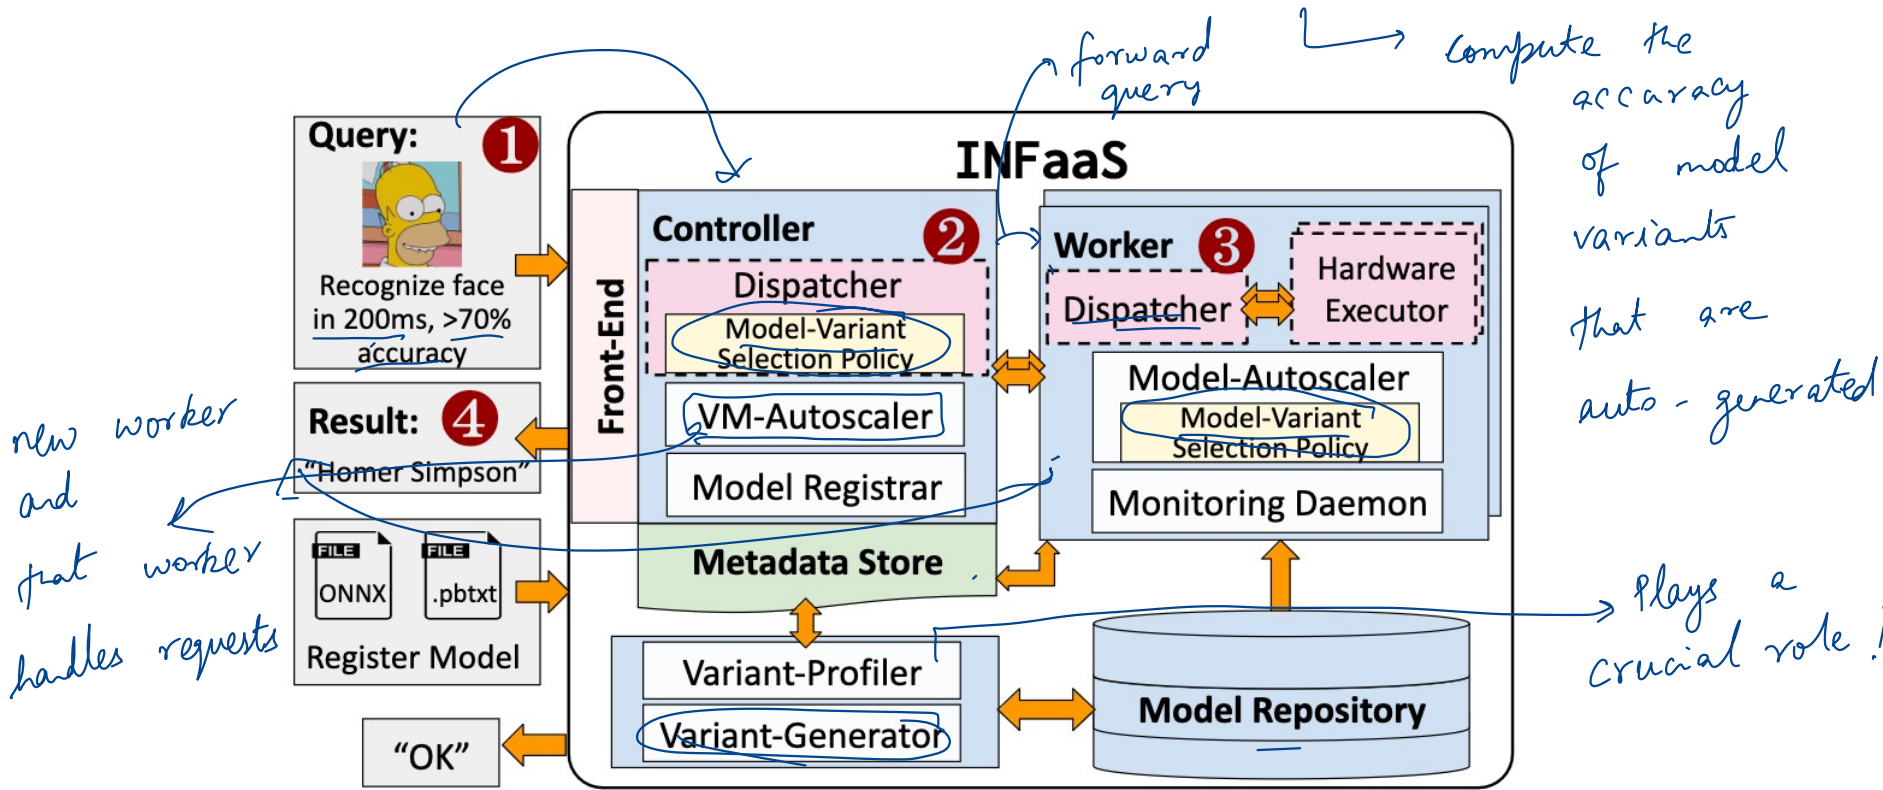 forward
query
compute the
accuracy
of model
variants
that are
auto-generated
INFaaS
Query:
1
Recognize face
in 200ms, >70%
accuracy
Front-End
Controller
2
Dispatcher
Model-Variant
Selection Policy
VM-Autoscaler
Model Registrar
Metadata Store
Worker
3
Dispatcher
Hardware
Executor
Model-Autoscaler
Model-Variant
Selection Policy
Monitoring Daemon
Result:
4
"Homer Simpson"
new worker
and
that worker
handles requests
FILE
ONNX
FILE
.pbtxt
Register Model
"OK"
Variant-Profiler
Variant-Generator
Model Repository
Plays a
crucial role!